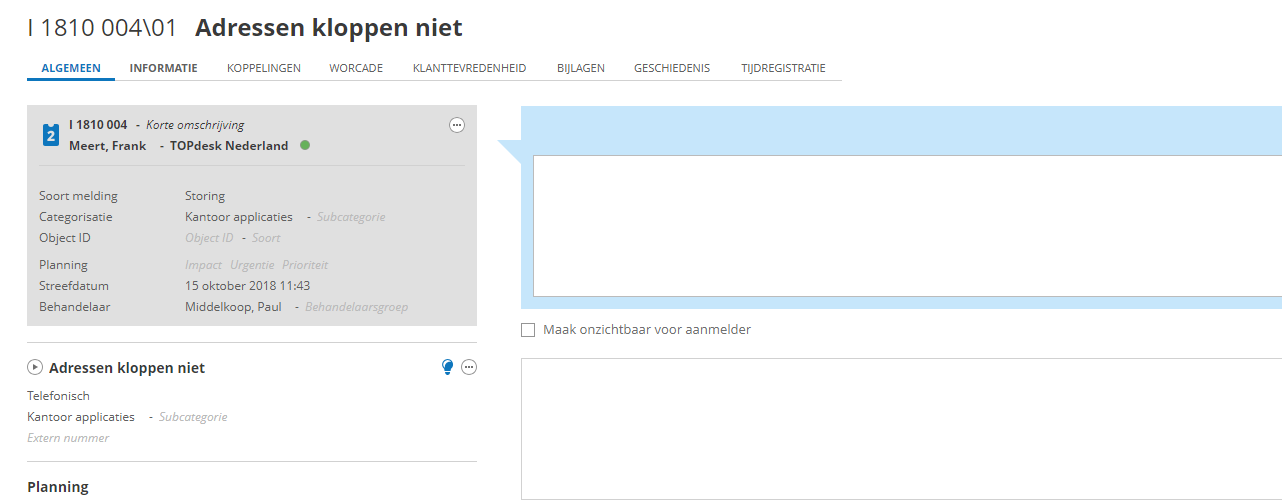 I 1810 004\01 Adressen kloppen niet
ALGEMEEN INFORMATIE KOPPELINGEN WORCADE KLANTTEVREDENHEID BIJLAGEN GESCHIEDENIS TIJDREGISTRATIE
2
I 1810 004 - Korte omschrijving
Meert, Frank - TOPdesk Nederland
Soort melding Storing
Categorisatie Kantoor applicaties - Subcategorie
Object ID Object ID - Soort
Planning Impact Urgentie Prioriteit
Streefdatum 15 oktober 2018 11:43
Behandelaar Middelkoop, Paul - Behandelaarsgroep
Maak onzichtbaar voor aanmelder
Adressen kloppen niet
Telefonisch
Kantoor applicaties - Subcategorie
Extern nummer
Planning